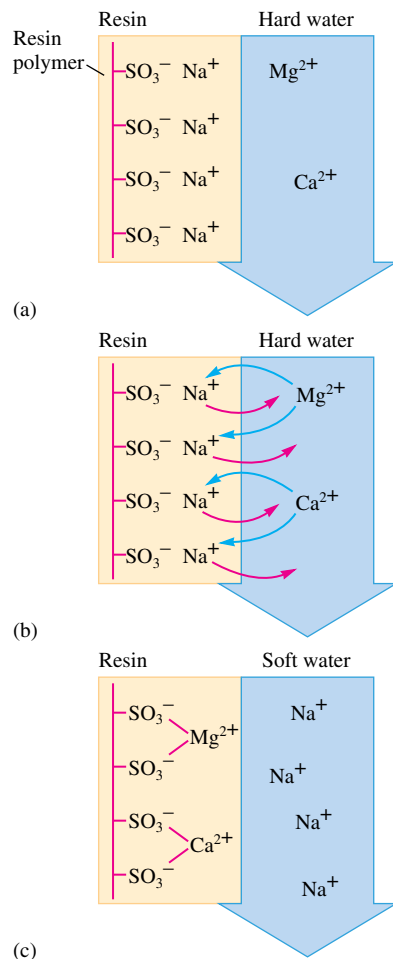 Resin Hard water
Resin
polymer
SO₃⁻ Na⁺ Mg²⁺
SO₃⁻ Na⁺
SO₃⁻ Na⁺ Ca²⁺
SO₃⁻ Na⁺
(a)
Resin Hard water
SO₃⁻ Na⁺ Mg²⁺
SO₃⁻ Na⁺
SO₃⁻ Na⁺ Ca²⁺
SO₃⁻ Na⁺
(b)
Resin Soft water
SO₃⁻ Na⁺
Mg²⁺
SO₃⁻ Na⁺
SO₃⁻ Na⁺
Ca²⁺
SO₃⁻ Na⁺
(c)